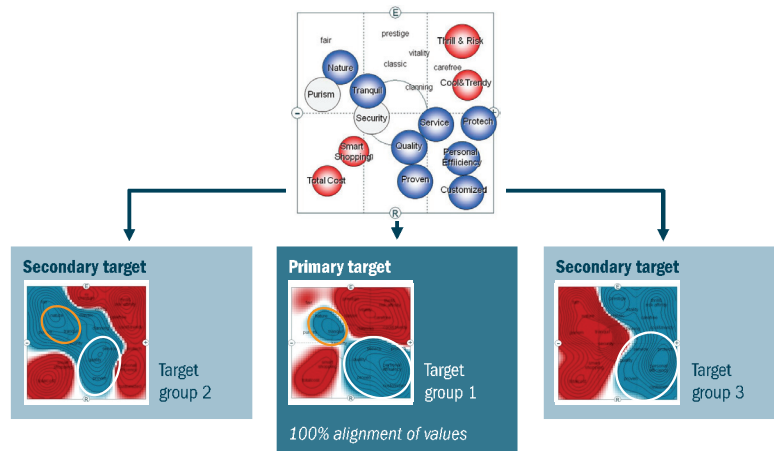 E
fair
prestige
Thrill & Risk
vitality
Nature
classic
carefree
Cool&Trendy
Purism
Tranquil
clanning
-
+
Security
Service
Protech
Smart
Shopping
Quality
Personal
Efficiency
Total Cost
Proven
Customized
R
Secondary target
Target
group 2
Primary target
Target
group 1
100% alignment of values
Secondary target
Target
group 3